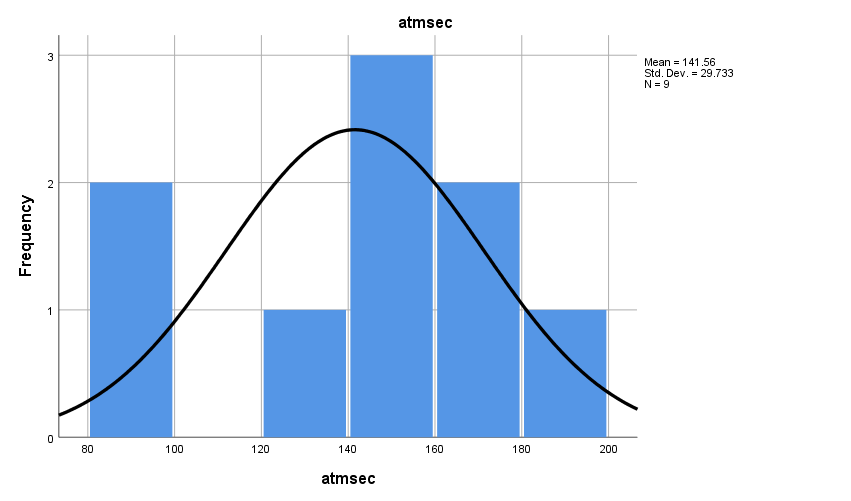 atmsec
Mean = 141.56
Std. Dev. = 29.733
N = 9
Frequency
3
2
1
0
80 100 120 140 160 180 200
atmsec